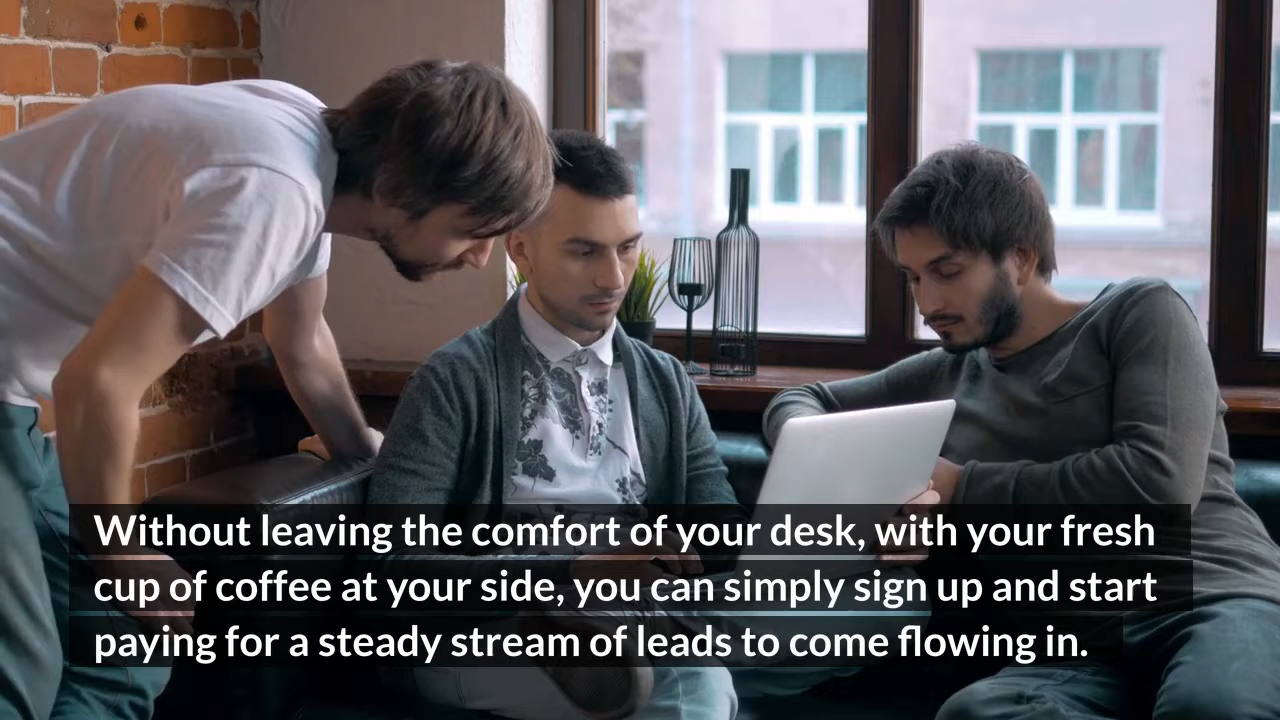 Without leaving the comfort of your desk, with your fresh
cup of coffee at your side, you can simply sign up and start
paying for a steady stream of leads to come flowing in.